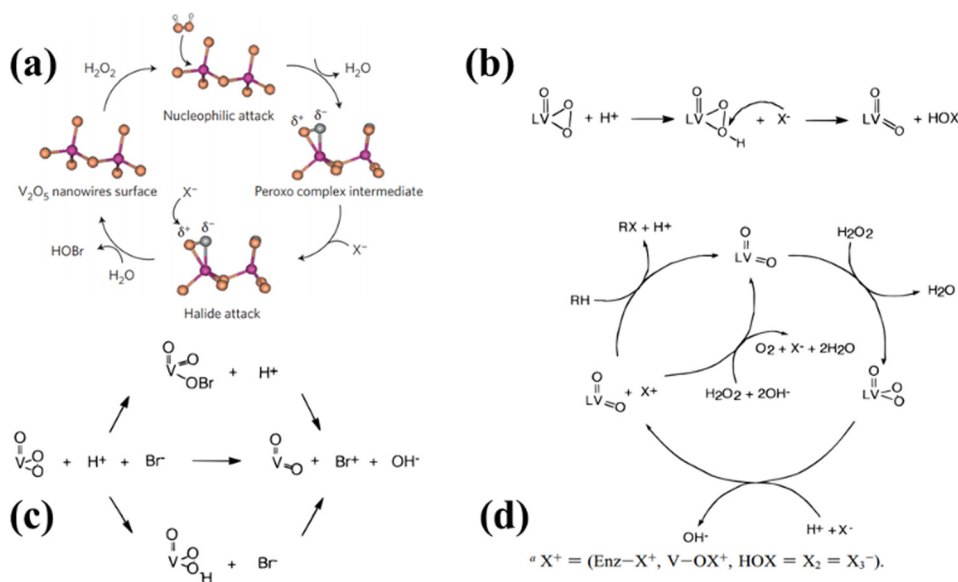 (a)
H₂O₂
H₂O
Nucleophilic attack
δ⁺ δ⁻
V₂O₅ nanowires surface
Peroxo complex intermediate
X⁻
δ⁺ δ⁻
HOBr
H₂O
X⁻
Halide attack
(b)
O
LV O O + H⁺ LV O O H + X⁻ LV O + HOX
O O
(c)
O
V O OBr + H⁺
O
V O O + H⁺ + Br⁻ V O O + Br⁺ + OH⁻
O
V O O H + Br⁻
(d)
RX + H⁺
O
LV O
H₂O₂
RH
H₂O
O₂ + X⁻ + 2H₂O
O
LV O + X⁺
H₂O₂ + 2OH⁻
O
LV O O
OH⁻
H⁺ + X⁻
ᵃ X⁺ = (Enz–X⁺, V–OX⁺, HOX = X₂ = X₃⁻).